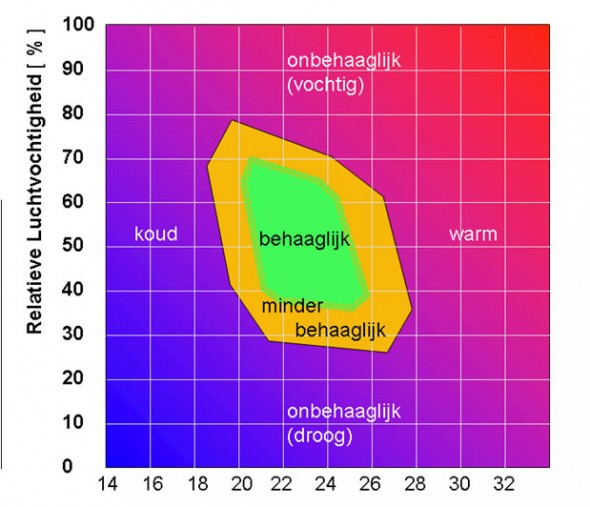 Relatieve Luchtvochtigheid [ % ]
100
90
80
70
60
50
40
30
20
10
0
onbehaaglijk
(vochtig)
koud
behaaglijk
warm
minder
behaaglijk
onbehaaglijk
(droog)
14 16 18 20 22 24 26 28 30 32